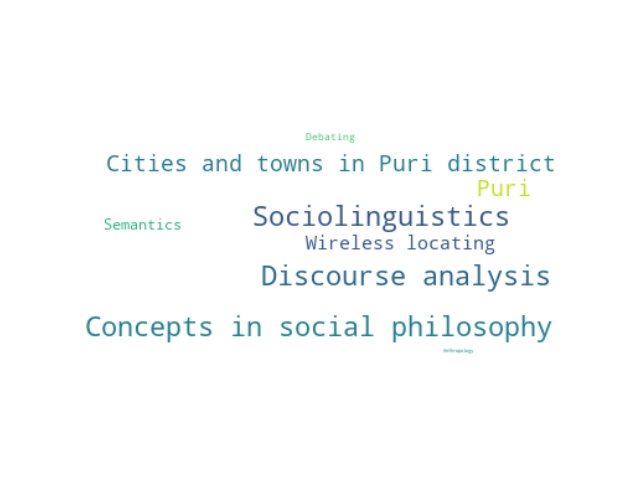 Debating
Cities and towns in Puri district
Puri
Sociolinguistics
Semantics
Wireless locating
Discourse analysis
Concepts in social philosophy
Anthropology